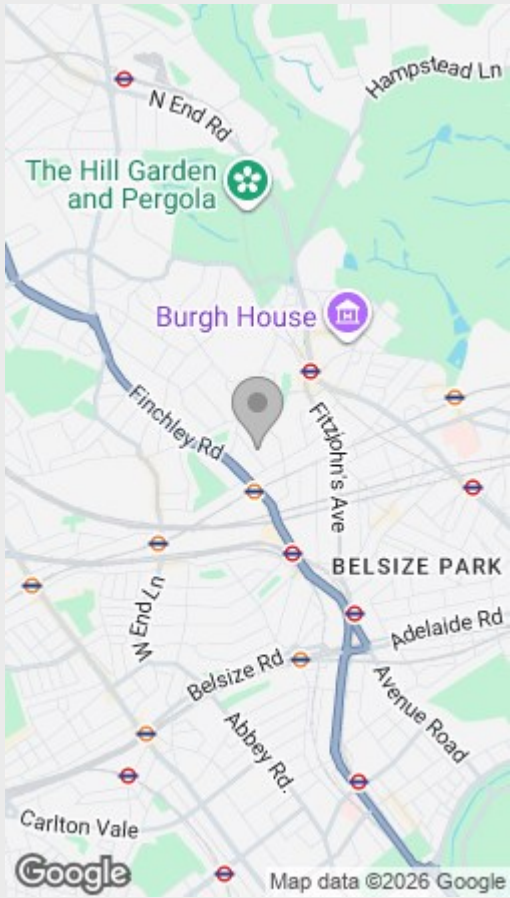 Hampstead Ln
N End Rd
The Hill Garden
and Pergola
Burgh House
Finchley Rd
Fitzjohn's Ave
BELSIZE PARK
W End Ln
Adelaide Rd
Belsize Rd
Avenue Road
Abbey Rd.
Carlton Vale
Google
Map data ©2026 Google